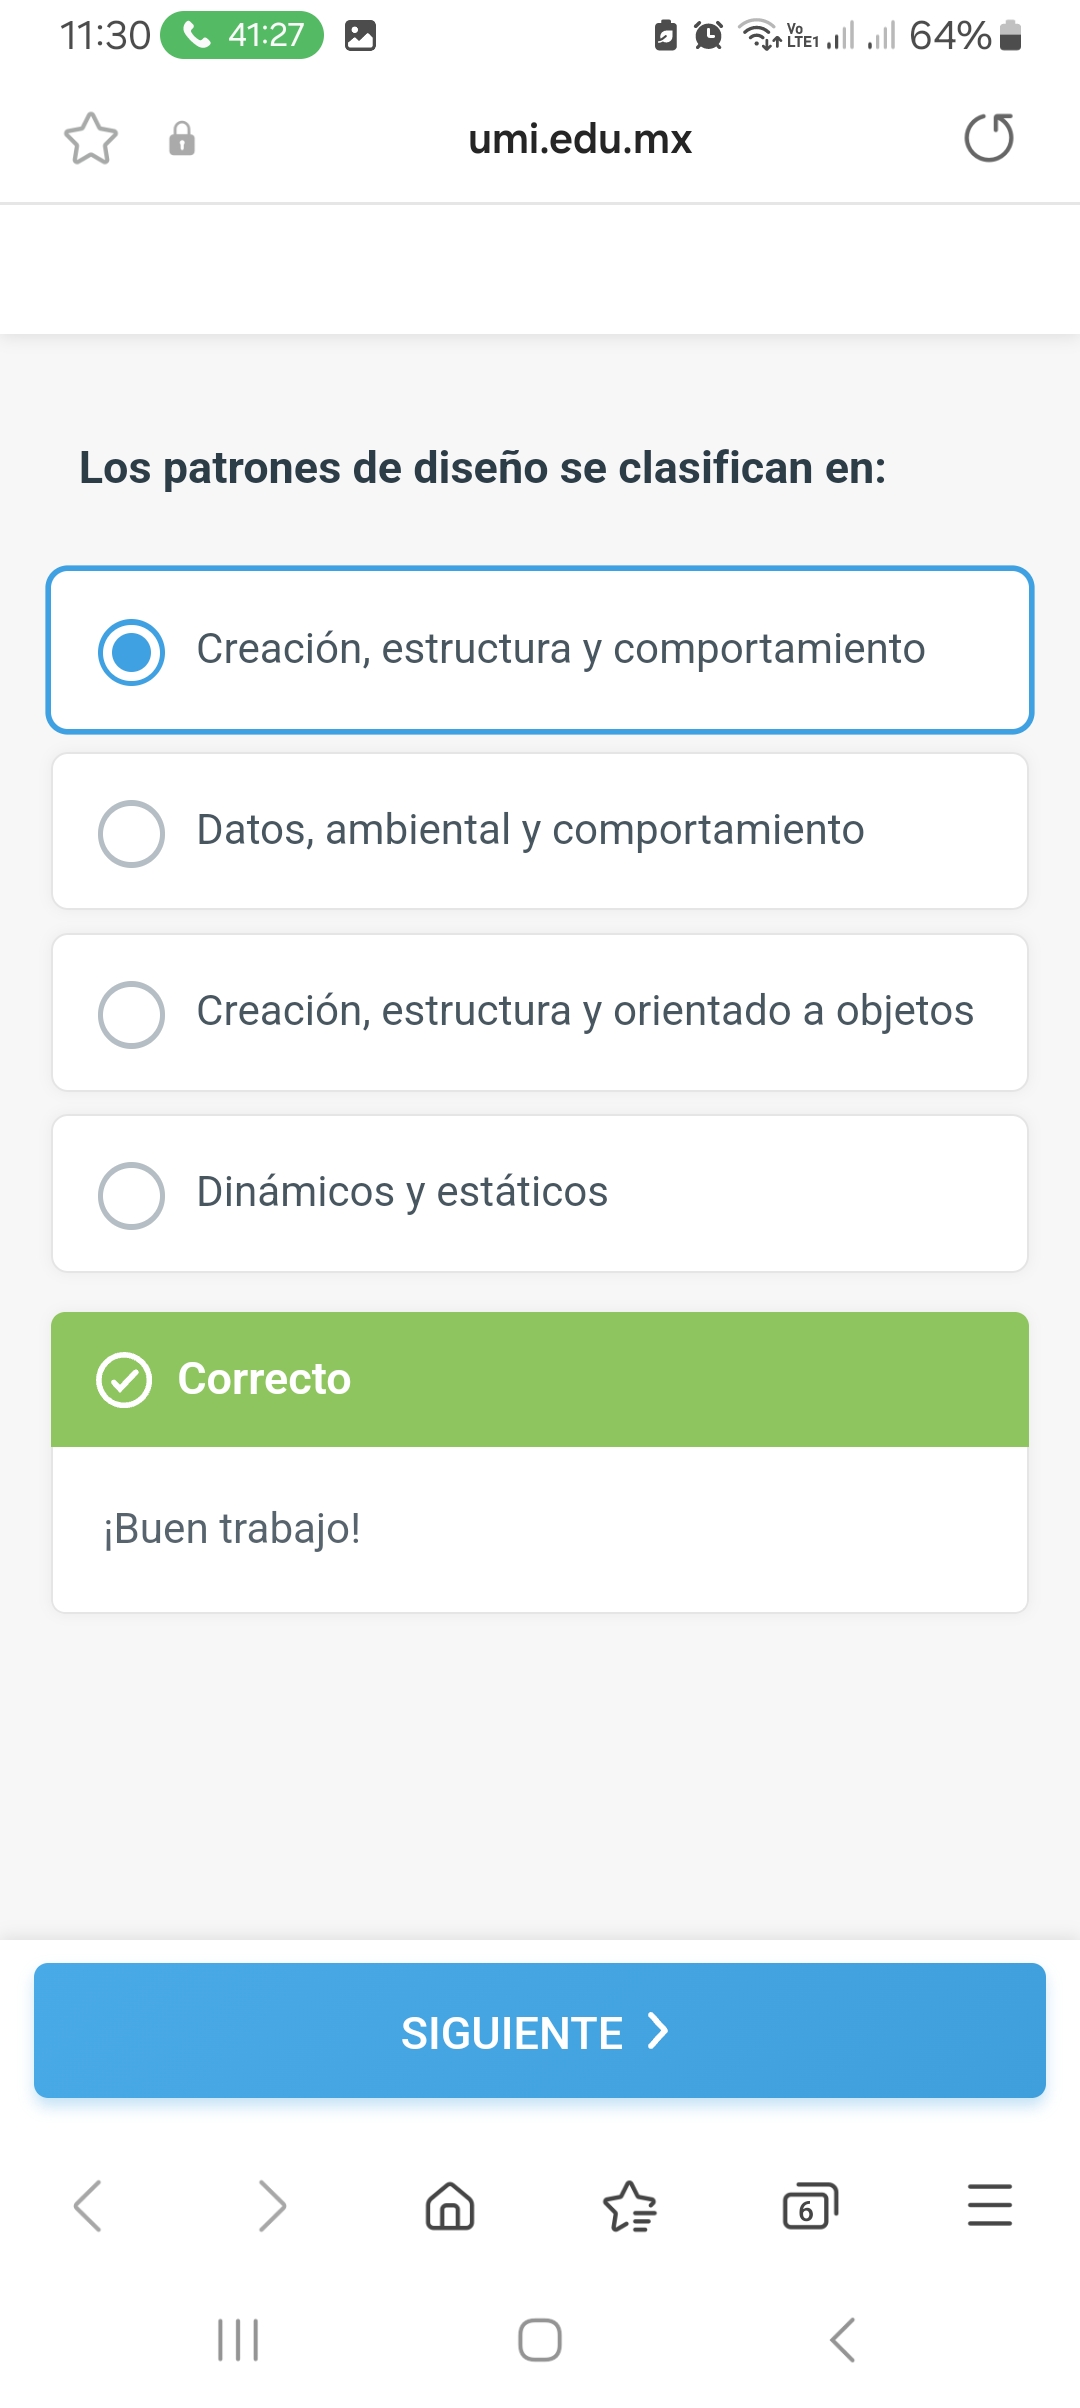 11:30 41:27 Vo LTE1 64%
umi.edu.mx
Los patrones de diseño se clasifican en:
Creación, estructura y comportamiento
Datos, ambiental y comportamiento
Creación, estructura y orientado a objetos
Dinámicos y estáticos
Correcto
¡Buen trabajo!
SIGUIENTE
6